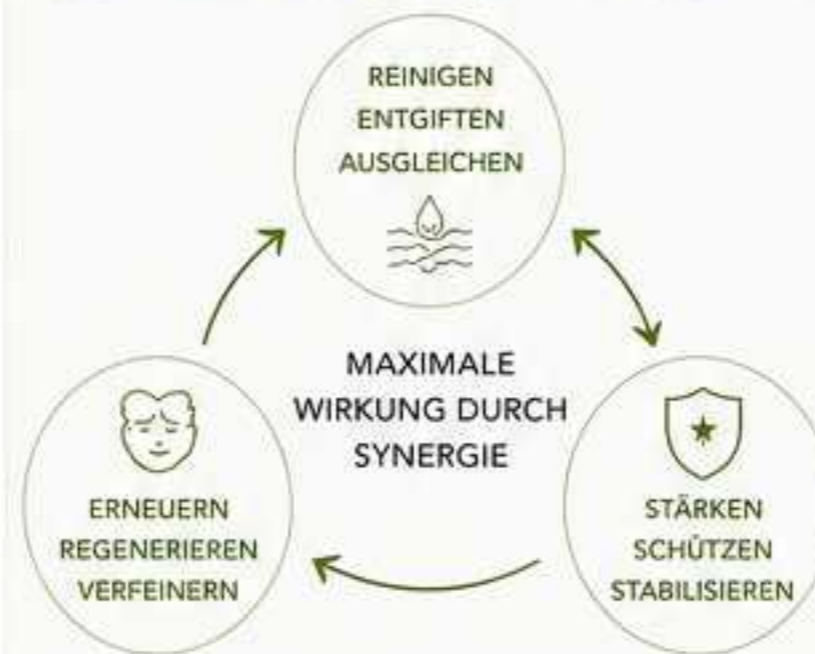 REINIGEN
ENTGIFTEN
AUSGLEICHEN
MAXIMALE
WIRKUNG DURCH
SYNERGIE
ERNEUERN
REGENERIEREN
VERFEINERN
STÄRKEN
SCHÜTZEN
STABILISIEREN